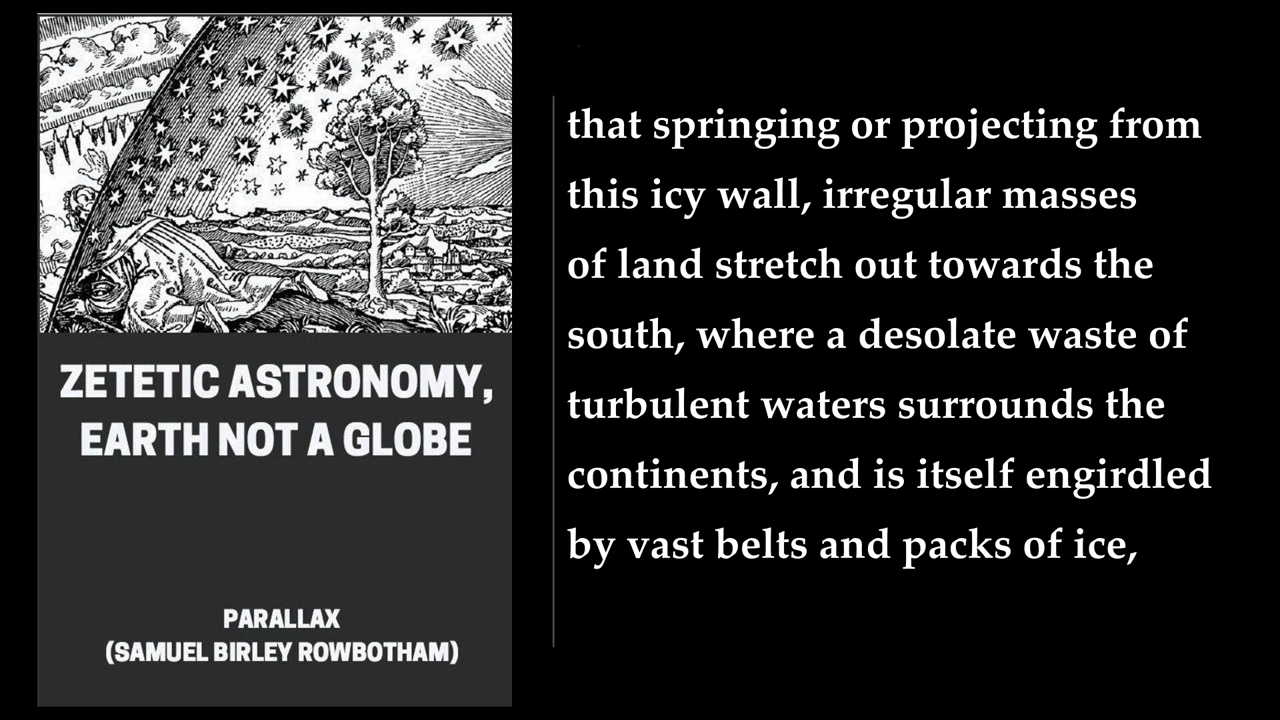 ZETETIC ASTRONOMY,
EARTH NOT A GLOBE
PARALLAX
(SAMUEL BIRLEY ROWBOTHAM)
that springing or projecting from
this icy wall, irregular masses
of land stretch out towards the
south, where a desolate waste of
turbulent waters surrounds the
continents, and is itself engirdled
by vast belts and packs of ice,